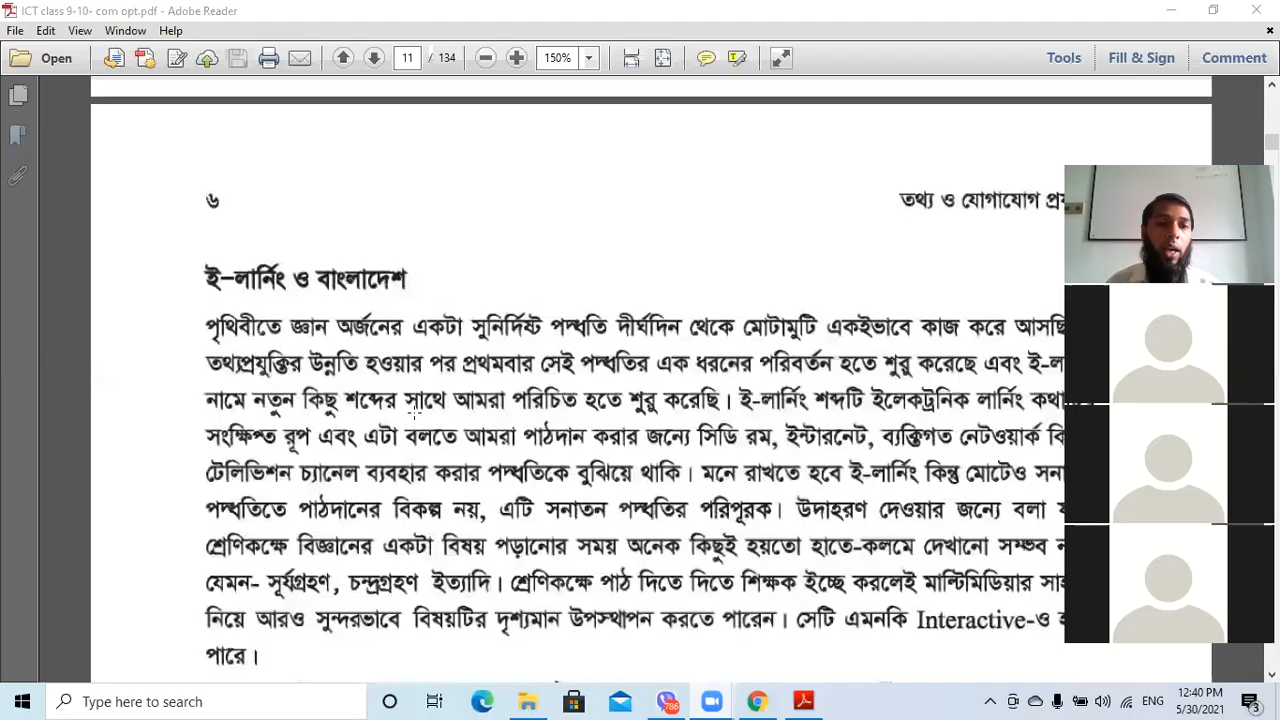 ICT class 9-10- com opt.pdf - Adobe Reader
File Edit View Window Help
Open 11 / 134 150% Tools Fill & Sign Comment
৬ তথ্য ও যোগাযোগ
ই-লার্নিং ও বাংলাদেশ
পৃথিবীতে জ্ঞান অর্জনের একটা সুনির্দিষ্ট পদ্ধতি দীর্ঘদিন থেকে মোটামুটি একইভাবে কাজ করে
তথ্যপ্রযুক্তির উন্নতি হওয়ার পর প্রথমবার সেই পদ্ধতির এক ধরনের পরিবর্তন হতে শুরু করেছে এবং
নামে নতুন কিছু শব্দের সাথে আমরা পরিচিত হতে শুরু করেছি। ই-লার্নিং শব্দটি ইলেকট্রনিক লার্নিং
সংক্ষিপ্ত রূপ এবং এটা বলতে আমরা পাঠদান করার জন্যে সিডি রম, ইন্টারনেট, ব্যক্তিগত নেটওয়ার্ক
টেলিভিশন চ্যানেল ব্যবহার করার পদ্ধতিকে বুঝিয়ে থাকি। মনে রাখতে হবে ই-লার্নিং কিন্তু মোটেও
পদ্ধতিতে পাঠদানের বিকল্প নয়, এটি সনাতন পদ্ধতির পরিপূরক। উদাহরণ দেওয়ার জন্যে বলা
শ্রেণিকক্ষে বিজ্ঞানের একটা বিষয় পড়ানোর সময় অনেক কিছুই হয়তো হাতে-কলমে দেখানো সম্ভব
যেমন- সূর্যগ্রহণ, চন্দ্রগ্রহণ ইত্যাদি। শ্রেণিকক্ষে পাঠ দিতে দিতে শিক্ষক ইচ্ছে করলেই মাল্টিমিডিয়ার
নিয়ে আরও সুন্দরভাবে বিষয়টির দৃশ্যমান উপস্থাপন করতে পারেন। সেটি এমনকি Interactive-ও
পারে।
Type here to search
786
ENG
12:40 PM
5/30/2021
3